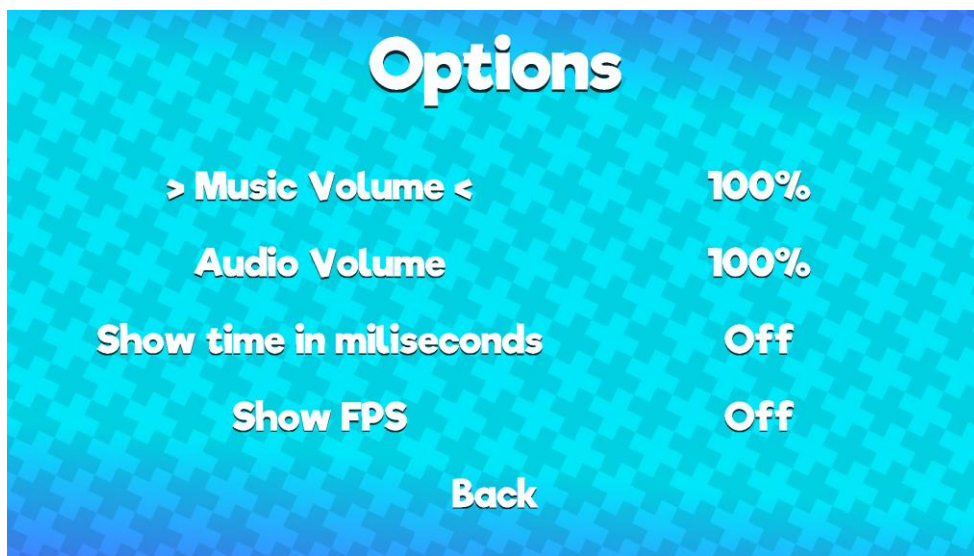 Options
> Music Volume < 100%
Audio Volume 100%
Show time in miliseconds Off
Show FPS Off
Back